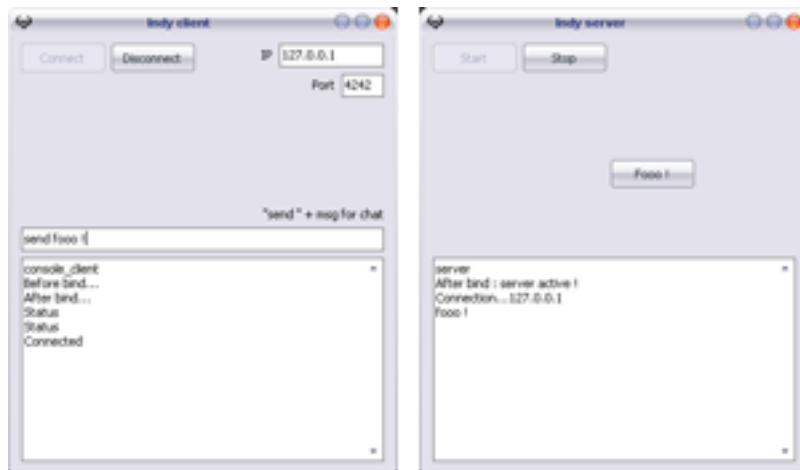 Indy client
Connect
Disconnect
IP 127.0.0.1
Port 4242
"send " + msg for chat
send fooo !
console_client
Before bind...
After bind...
Status
Status
Connected
Indy server
Start
Stop
Fooo !
server
After bind : server active !
Connection...127.0.0.1
fooo !